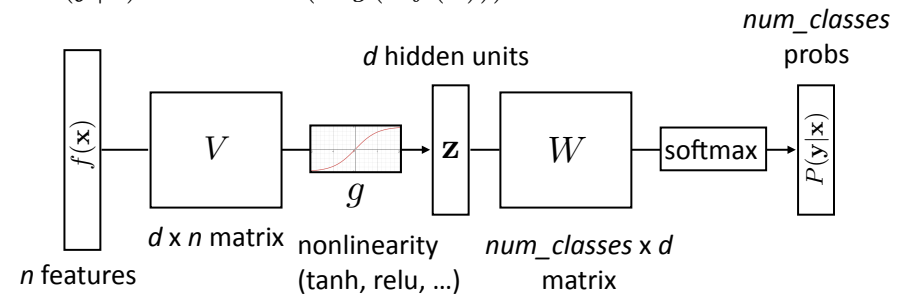 num_classes
probs
d hidden units
f(x)
V
g
z
W
softmax
P(y|x)
d x n matrix
nonlinearity
(tanh, relu, …)
num_classes x d
matrix
n features